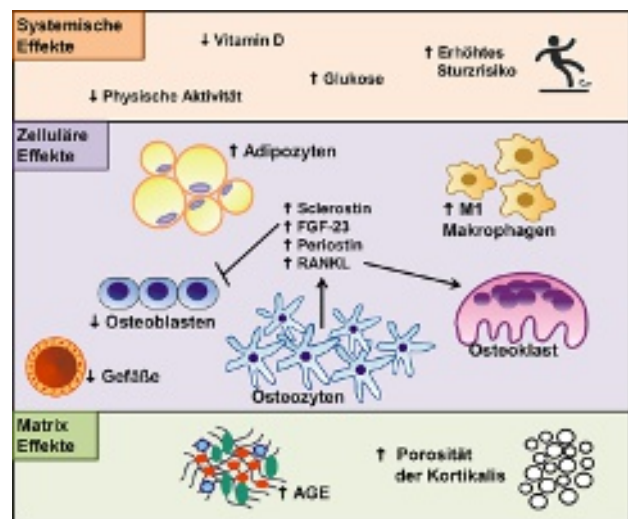 Systemische
Effekte
↓ Vitamin D
↑ Glukose
↑ Erhöhtes
Sturzrisiko
↓ Physische Aktivität
Zelluläre
Effekte
↑ Adipozyten
↑ M1
Makrophagen
↑ Sclerostin
↑ FGF-23
↑ Periostin
↑ RANKL
↓ Osteoblasten
Osteoklast
↓ Gefäße
Osteozyten
Matrix
Effekte
↑ AGE
↑ Porosität
der Kortikalis